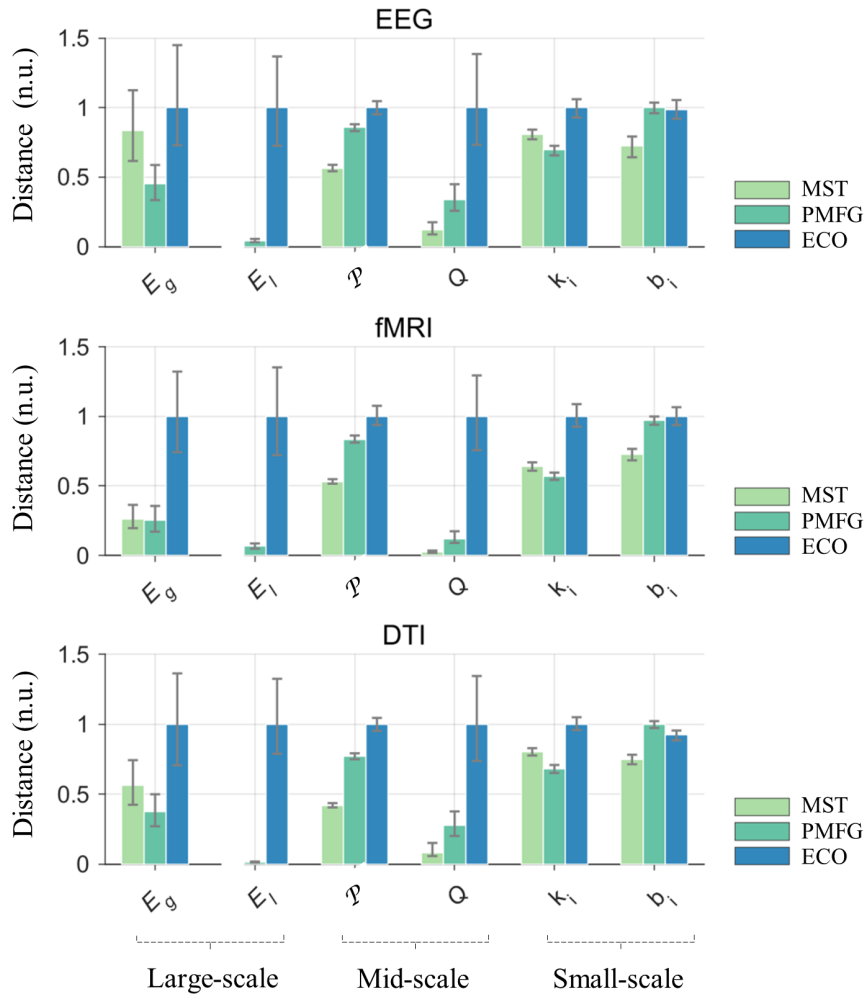 EEG
Distance (n.u.)
1.5
1
0.5
0
E_g
E_l
𝒫
Q
k_i
b_i
MST
PMFG
ECO
fMRI
Distance (n.u.)
1.5
1
0.5
0
E_g
E_l
𝒫
Q
k_i
b_i
MST
PMFG
ECO
DTI
Distance (n.u.)
1.5
1
0.5
0
E_g
E_l
𝒫
Q
k_i
b_i
MST
PMFG
ECO
Large-scale
Mid-scale
Small-scale